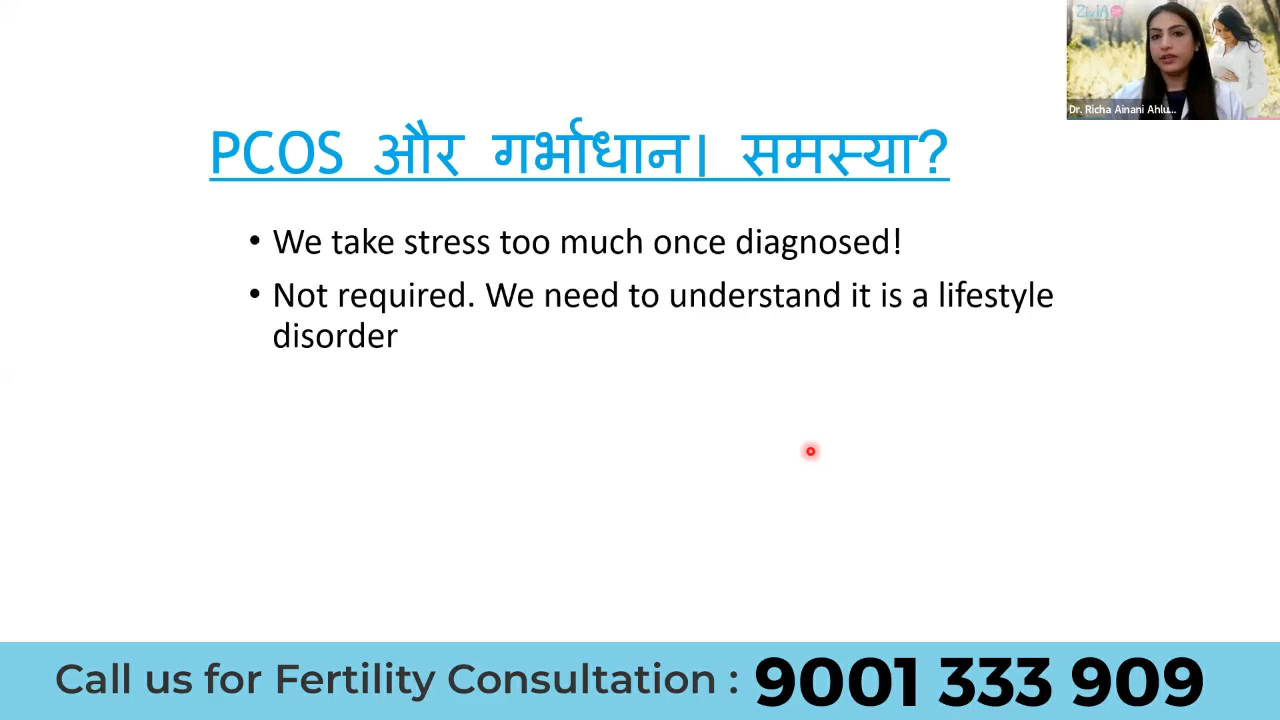 Dr. Richa Ainani Ahlu...
PCOS और गर्भाधान। समस्या?
• We take stress too much once diagnosed!
• Not required. We need to understand it is a lifestyle
disorder
Call us for Fertility Consultation : 9001 333 909